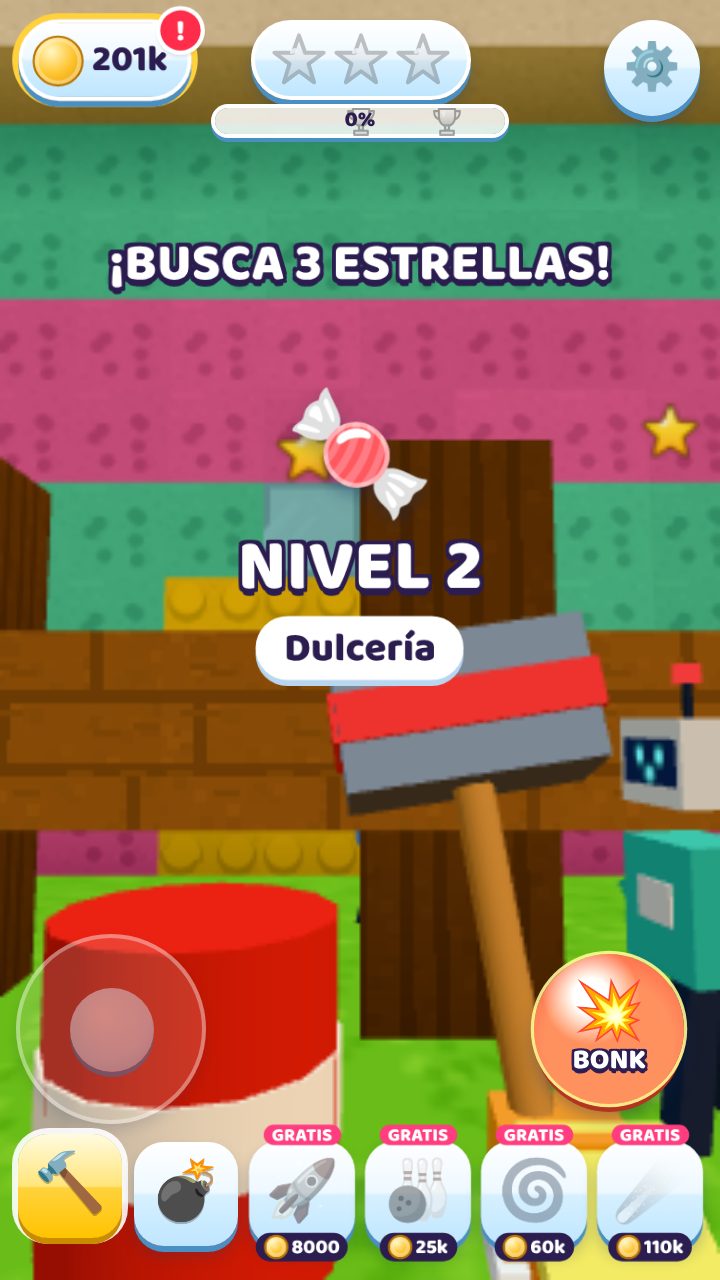 201k
!
0%
¡BUSCA 3 ESTRELLAS!
NIVEL 2
Dulcería
BONK
GRATIS GRATIS GRATIS GRATIS
8000 25k 60k 110k